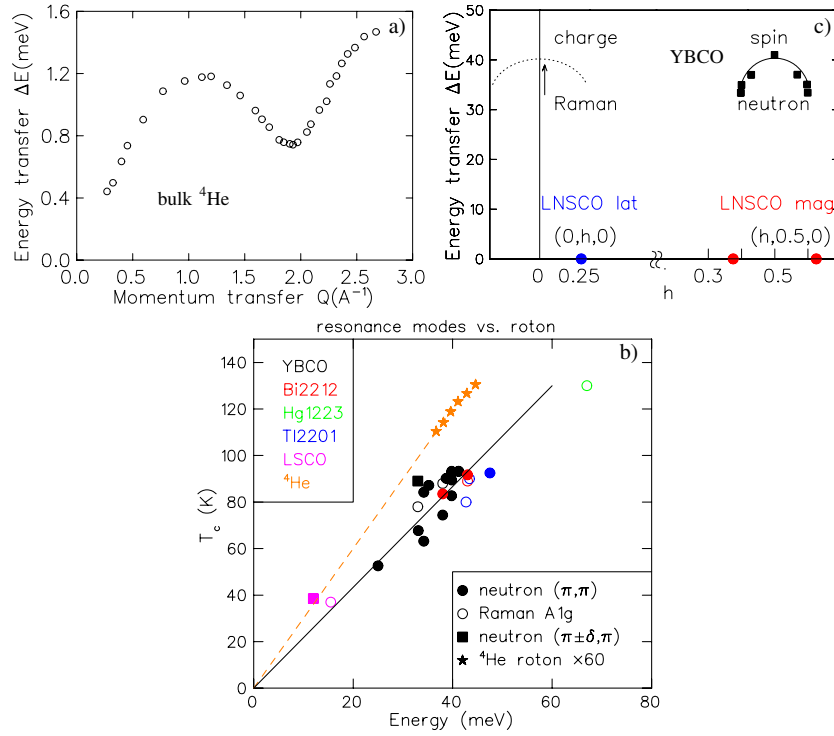 a)
Energy transfer ΔE(meV)
1.6
1.2
0.8
0.4
0.0
bulk ⁴He
0.0 0.5 1.0 1.5 2.0 2.5 3.0
Momentum transfer Q(A⁻¹)
c)
Energy transfer ΔE(meV)
50
40
30
20
10
0
charge
Raman
YBCO
spin
neutron
LNSCO lat
(0,h,0)
LNSCO mag
(h,0.5,0)
0 0.25 0.3 0.5
h
resonance modes vs. roton
b)
T_c (K)
140
120
100
80
60
40
20
0
YBCO
Bi2212
Hg1223
Tl2201
LSCO
⁴He
neutron (π,π)
Raman A1g
neutron (π±δ,π)
⁴He roton ×60
0 20 40 60 80
Energy (meV)